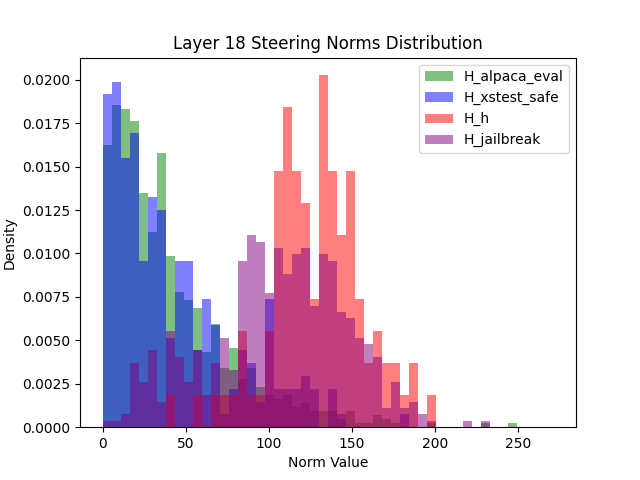 Layer 18 Steering Norms Distribution
H_alpaca_eval
H_xstest_safe
H_h
H_jailbreak
Density
0.0200
0.0175
0.0150
0.0125
0.0100
0.0075
0.0050
0.0025
0.0000
0 50 100 150 200 250
Norm Value